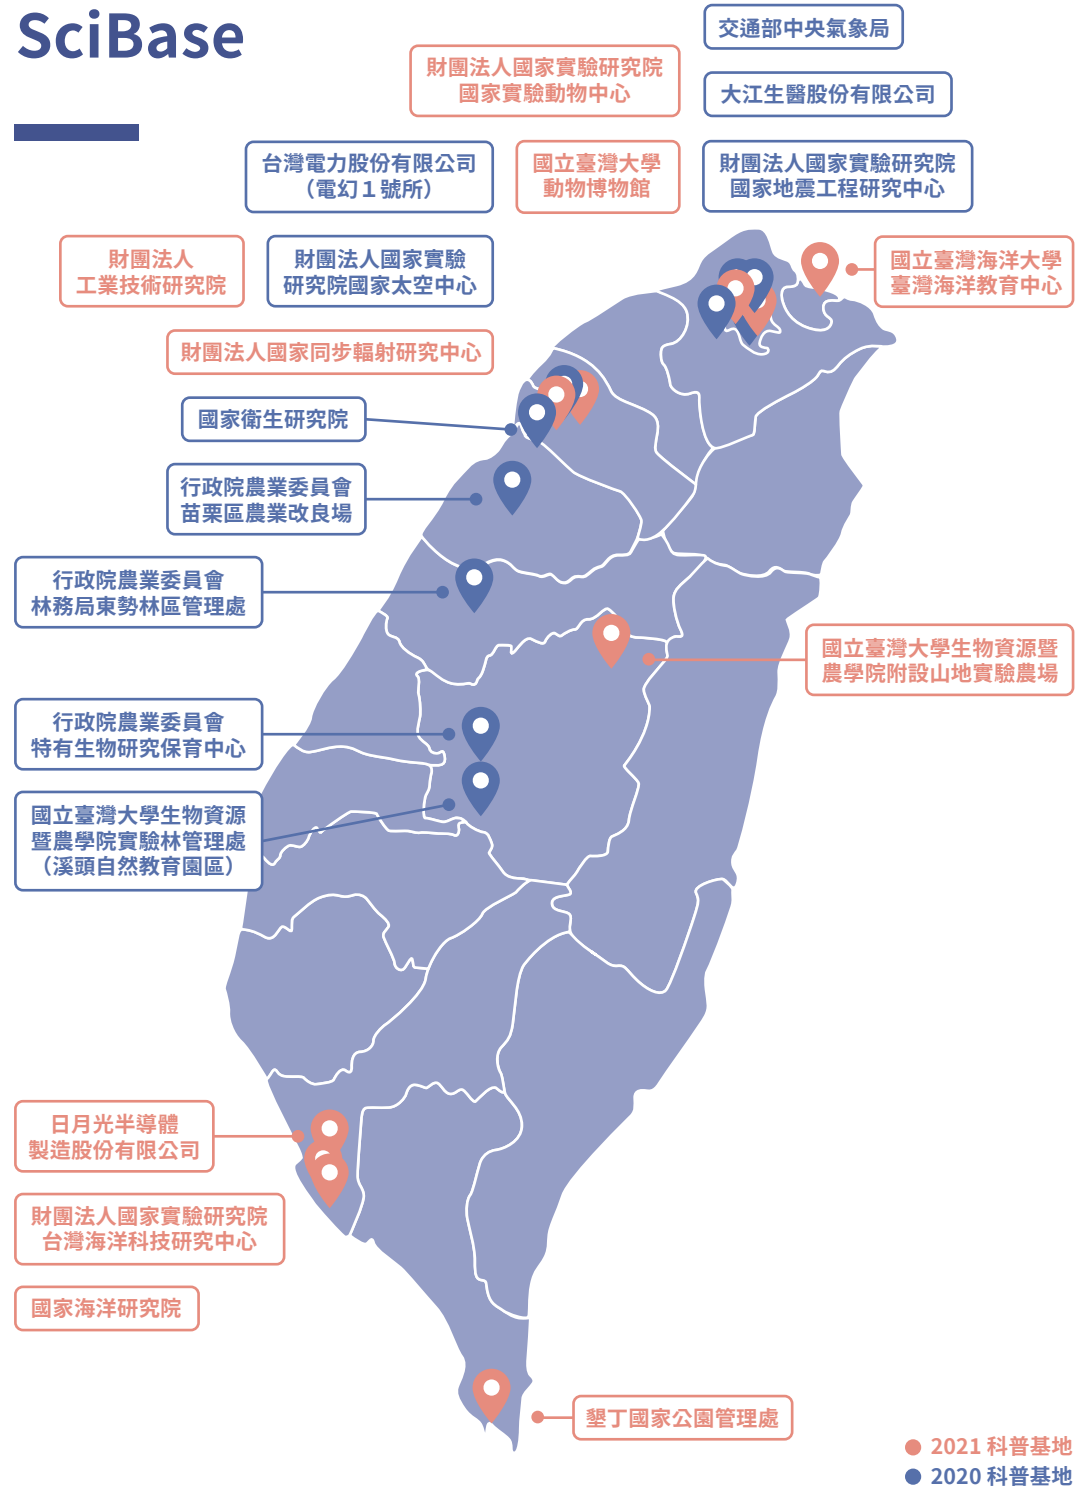 SciBase
交通部中央氣象局
財團法人國家實驗研究院
國家實驗動物中心
大江生醫股份有限公司
台灣電力股份有限公司
（電幻１號所）
國立臺灣大學
動物博物館
財團法人國家實驗研究院
國家地震工程研究中心
財團法人
工業技術研究院
財團法人國家實驗
研究院國家太空中心
國立臺灣海洋大學
臺灣海洋教育中心
財團法人國家同步輻射研究中心
國家衛生研究院
行政院農業委員會
苗栗區農業改良場
行政院農業委員會
林務局東勢林區管理處
國立臺灣大學生物資源暨
農學院附設山地實驗農場
行政院農業委員會
特有生物研究保育中心
國立臺灣大學生物資源
暨農學院實驗林管理處
（溪頭自然教育園區）
日月光半導體
製造股份有限公司
財團法人國家實驗研究院
台灣海洋科技研究中心
國家海洋研究院
墾丁國家公園管理處
2021 科普基地
2020 科普基地